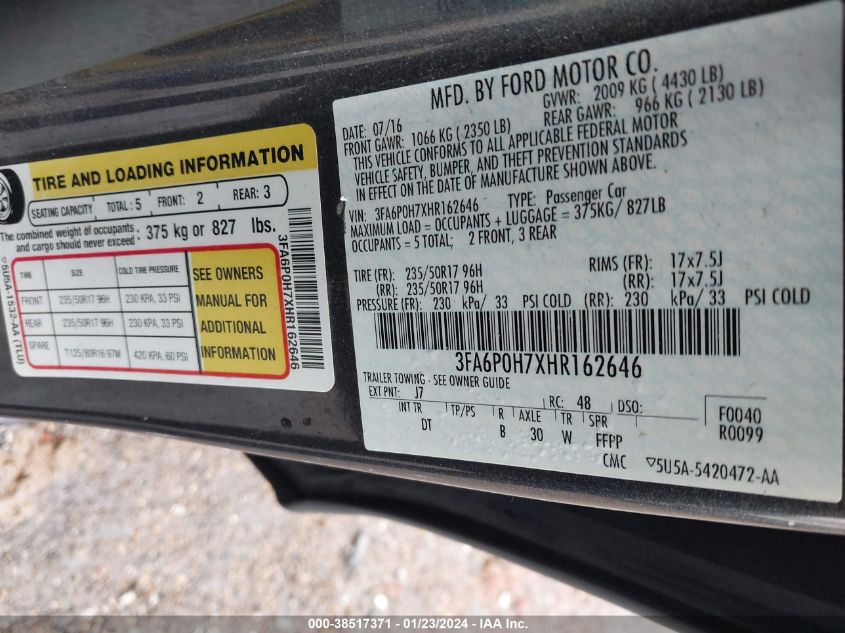 TIRE AND LOADING INFORMATION
SEATING CAPACITY TOTAL: 5 FRONT: 2 REAR: 3
The combined weight of occupants and cargo should never exceed: 375 kg or 827 lbs.
TIRE SIZE COLD TIRE PRESSURE
FRONT 235/50R17 96H 230 KPA, 33 PSI
REAR 235/50R17 96H 230 KPA, 33 PSI
SPARE T125/80R16 97M 420 KPA, 60 PSI
SEE OWNERS
MANUAL FOR
ADDITIONAL
INFORMATION
3FA6P0H7XHR162646
5U5A-1532-AA (TLI)
MFD. BY FORD MOTOR CO.
DATE: 07/16 GVWR: 2009 KG ( 4430 LB)
FRONT GAWR: 1066 KG ( 2350 LB) REAR GAWR: 966 KG ( 2130 LB)
THIS VEHICLE CONFORMS TO ALL APPLICABLE FEDERAL MOTOR
VEHICLE SAFETY, BUMPER, AND THEFT PREVENTION STANDARDS
IN EFFECT ON THE DATE OF MANUFACTURE SHOWN ABOVE.
VIN: 3FA6P0H7XHR162646 TYPE: Passenger Car
MAXIMUM LOAD = OCCUPANTS + LUGGAGE = 375KG/ 827LB
OCCUPANTS = 5 TOTAL; 2 FRONT, 3 REAR
TIRE (FR): 235/50R17 96H RIMS (FR): 17x7.5J
(RR): 235/50R17 96H (RR): 17x7.5J
PRESSURE (FR): 230 kPa/ 33 PSI COLD (RR): 230 kPa/ 33 PSI COLD
3FA6P0H7XHR162646
TRAILER TOWING - SEE OWNER GUIDE
EXT PNT: J7 RC: 48 DSO: F0040
INT TR TP/PS R AXLE TR SPR R0099
DT B 30 W FFPP
CMC 5U5A-5420472-AA
000-38517371 - 01/23/2024 - IAA Inc.